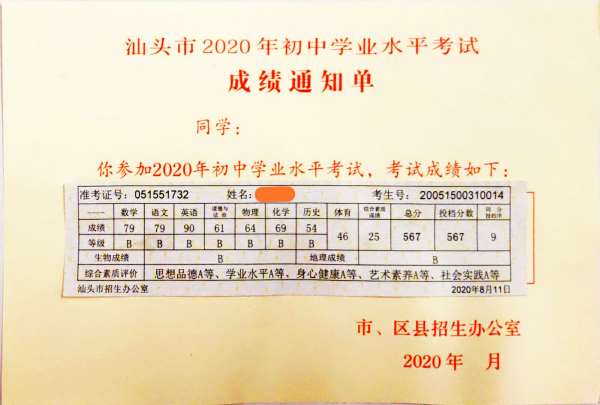 汕头市2020年初中学业水平考试
成绩通知单
同学：
你参加2020年初中学业水平考试，考试成绩如下：
准考证号：051551732 姓名： 考生号：20051500310014
—— 数学 语文 英语 道德与法治 物理 化学 历史 体育 综合素质成绩 总分 投档分数 同分投档序
成绩 79 79 90 61 64 69 54 46 25 567 567 9
等级 B B B B B B B
生物成绩 B 地理成绩 B
综合素质评价 思想品德A等、学业水平A等、身心健康A等、艺术素养A等、社会实践A等
汕头市招生办公室 2020年8月11日
市、区县招生办公室
2020年 月